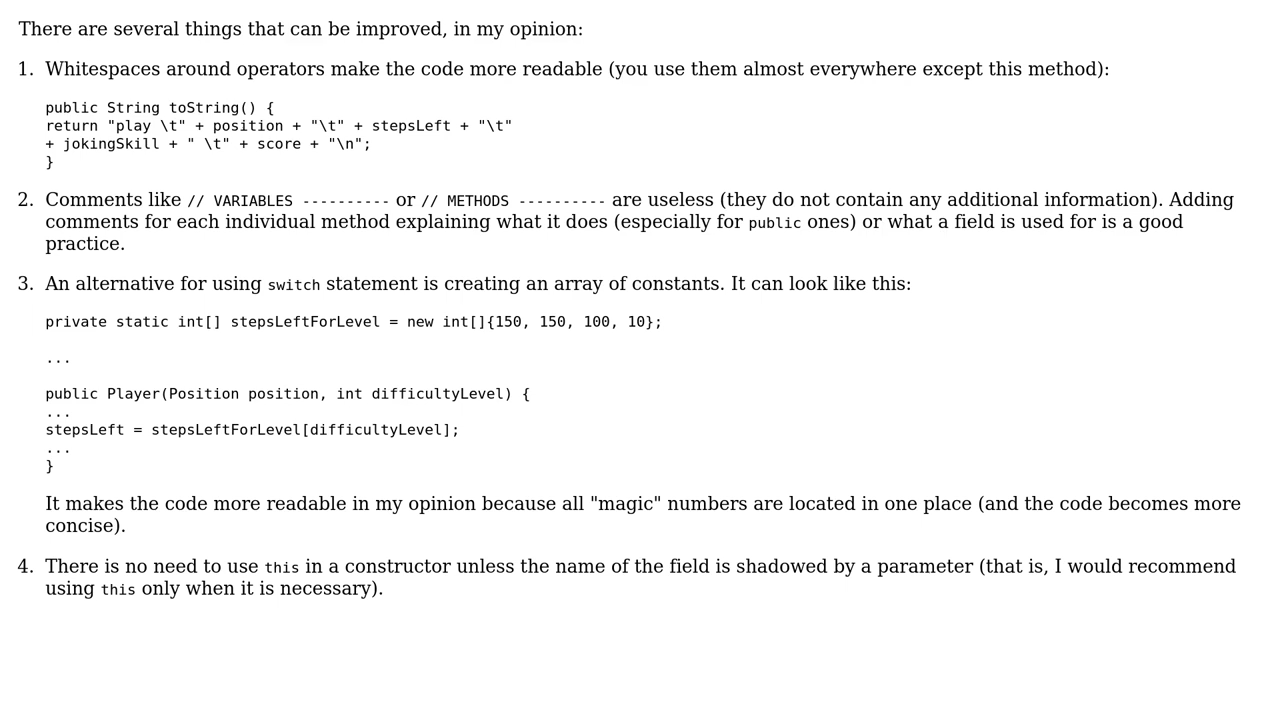 There are several things that can be improved, in my opinion:
1. Whitespaces around operators make the code more readable (you use them almost everywhere except this method):
public String toString() {
return "play \t" + position + "\t" + stepsLeft + "\t"
+ jokingSkill + " \t" + score + "\n";
}
2. Comments like // VARIABLES ---------- or // METHODS ---------- are useless (they do not contain any additional information). Adding
comments for each individual method explaining what it does (especially for public ones) or what a field is used for is a good
practice.
3. An alternative for using switch statement is creating an array of constants. It can look like this:
private static int[] stepsLeftForLevel = new int[]{150, 150, 100, 10};
...
public Player(Position position, int difficultyLevel) {
...
stepsLeft = stepsLeftForLevel[difficultyLevel];
...
}
It makes the code more readable in my opinion because all "magic" numbers are located in one place (and the code becomes more
concise).
4. There is no need to use this in a constructor unless the name of the field is shadowed by a parameter (that is, I would recommend
using this only when it is necessary).